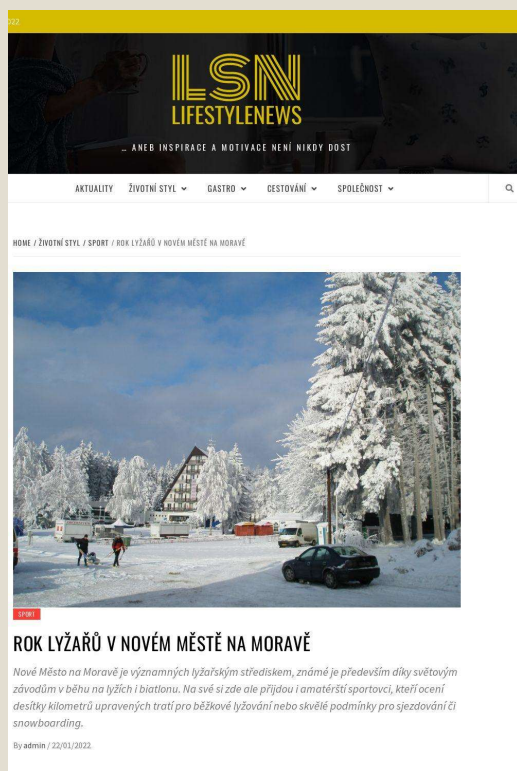 022
LSN
LIFESTYLENEWS
... ANEB INSPIRACE A MOTIVACE NENÍ NIKDY DOST
AKTUALITY ŽIVOTNÍ STYL GASTRO CESTOVÁNÍ SPOLEČNOST
HOME / ŽIVOTNÍ STYL / SPORT / ROK LYŽAŘŮ V NOVÉM MĚSTĚ NA MORAVĚ
SPORT
ROK LYŽAŘŮ V NOVÉM MĚSTĚ NA MORAVĚ
Nové Město na Moravě je významných lyžařským střediskem, známé je především díky světovým
závodům v běhu na lyžích i biatlonu. Na své si zde ale přijdou i amatérští sportovci, kteří ocení
desítky kilometrů upravených tratí pro běžkové lyžování nebo skvělé podmínky pro sjezdování či
snowboarding.
By admin / 22/01/2022